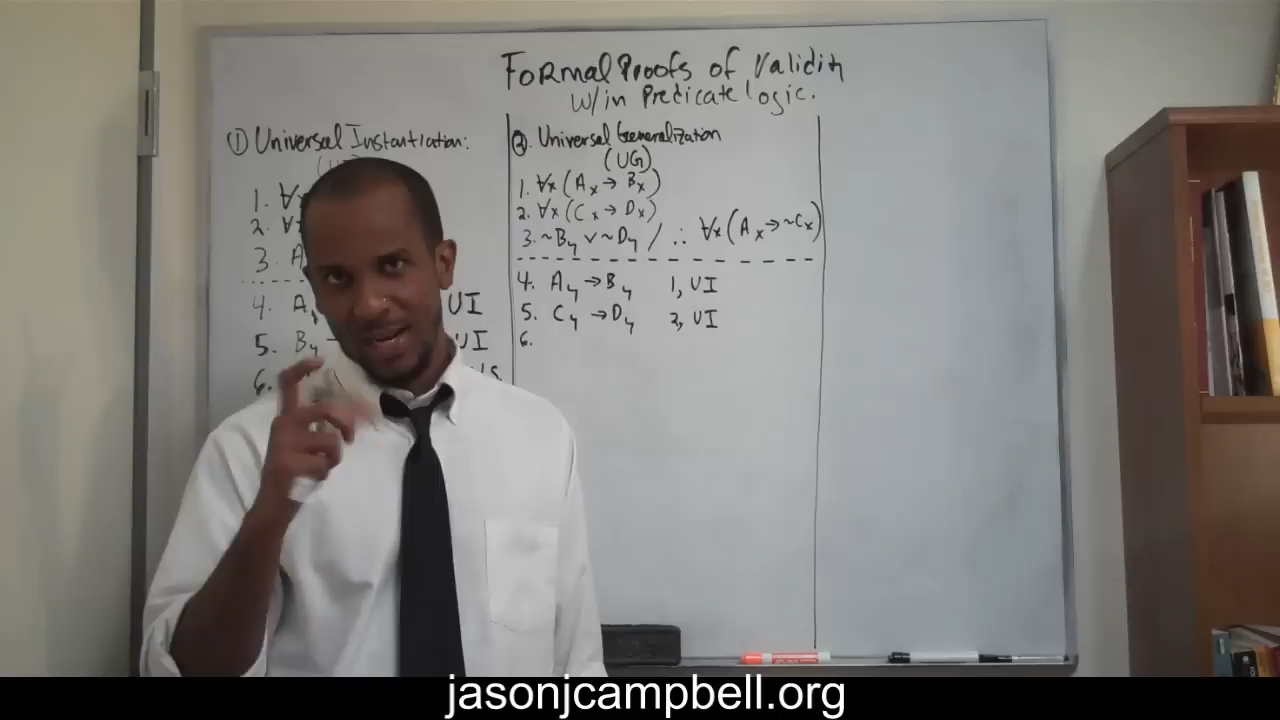 Formal Proofs of Validity
w/in Predicate logic.
① Universal Instantiation:
1. ∀x
2. ∀x
3. A
4. A UI
5. By UI
6.
②. Universal Generalization
(UG)
1. ∀x (Ax → Bx)
2. ∀x (Cx → Dx)
3. ~By ∨ ~Dy / ∴ ∀x (Ax → ~Cx)
4. Ay → By 1, UI
5. Cy → Dy 2, UI
6.
jasonjcampbell.org